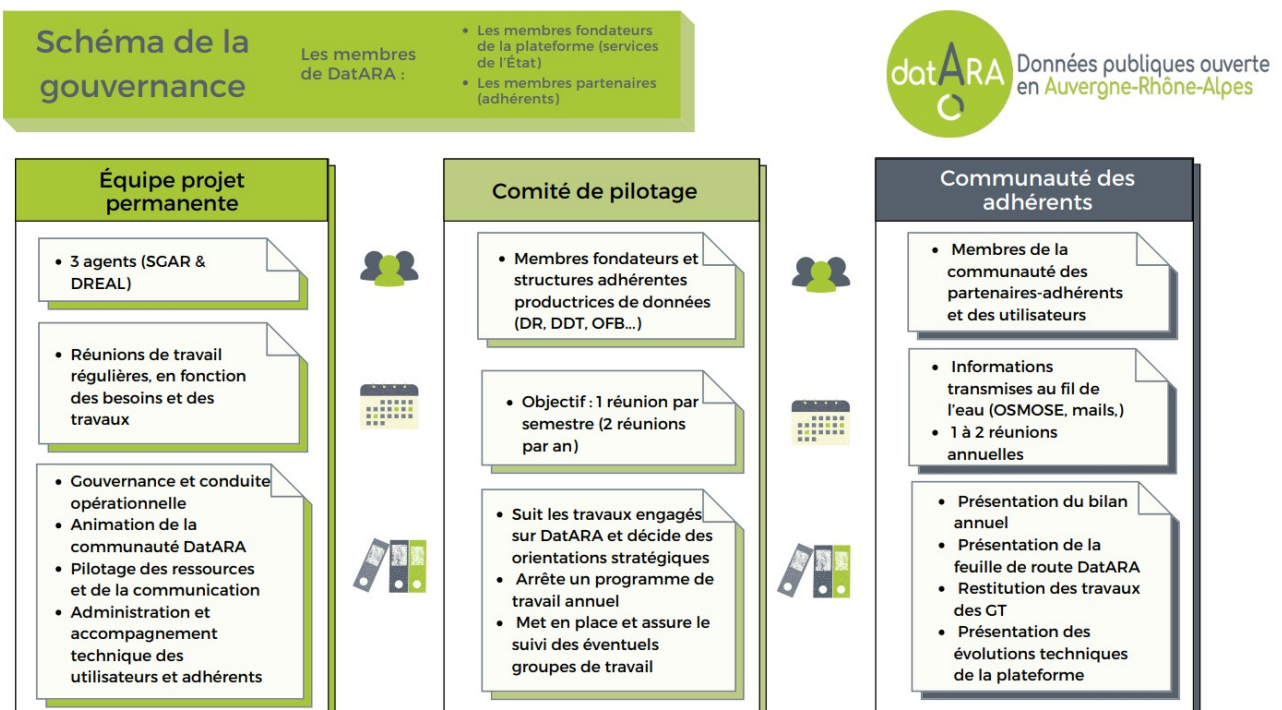 Schéma de la
gouvernance
Les membres
de DatARA :
• Les membres fondateurs
de la plateforme (services
de l'État)
• Les membres partenaires
(adhérents)
datARA
Données publiques ouverte
en Auvergne-Rhône-Alpes
Équipe projet
permanente
• 3 agents (SGAR &
DREAL)
• Réunions de travail
régulières, en fonction
des besoins et des
travaux
• Gouvernance et conduite
opérationnelle
• Animation de la
communauté DatARA
• Pilotage des ressources
et de la communication
• Administration et
accompagnement
technique des
utilisateurs et adhérents
Comité de pilotage
• Membres fondateurs et
structures adhérentes
productrices de données
(DR, DDT, OFB...)
• Objectif : 1 réunion par
semestre (2 réunions
par an)
• Suit les travaux engagés
sur DatARA et décide des
orientations stratégiques
• Arrête un programme de
travail annuel
• Met en place et assure le
suivi des éventuels
groupes de travail
Communauté des
adhérents
• Membres de la
communauté des
partenaires-adhérents
et des utilisateurs
• Informations
transmises au fil de
l'eau (OSMOSE, mails,)
• 1 à 2 réunions
annuelles
• Présentation du bilan
annuel
• Présentation de la
feuille de route DatARA
• Restitution des travaux
des GT
• Présentation des
évolutions techniques
de la plateforme